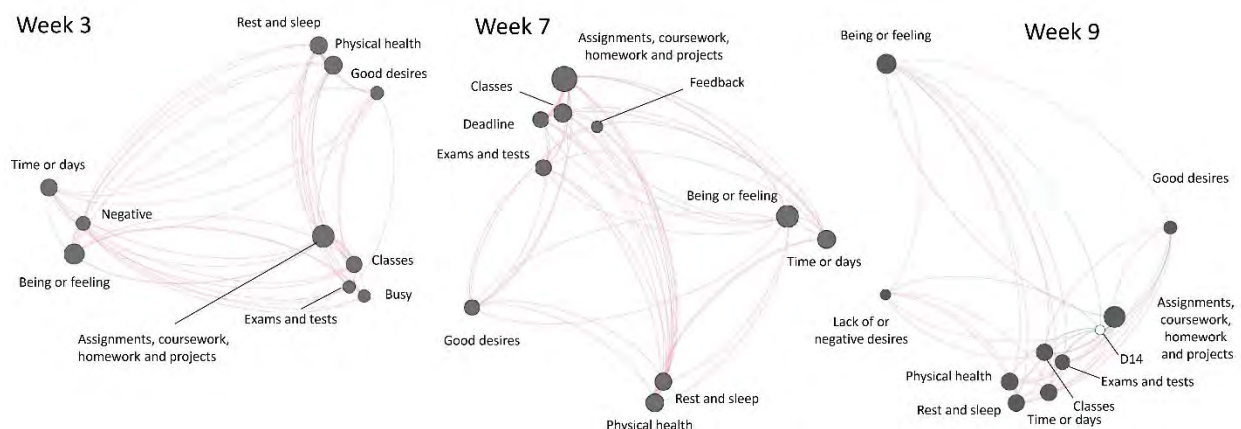 Week 3
Rest and sleep
Physical health
Good desires
Time or days
Negative
Being or feeling
Classes
Busy
Exams and tests
Assignments, coursework,
homework and projects
Week 7
Assignments, coursework,
homework and projects
Classes
Feedback
Deadline
Exams and tests
Being or feeling
Time or days
Good desires
Rest and sleep
Physical health
Week 9
Being or feeling
Good desires
Lack of or
negative desires
Assignments,
coursework,
homework
and projects
D14
Exams and tests
Physical health
Classes
Rest and sleep
Time or days